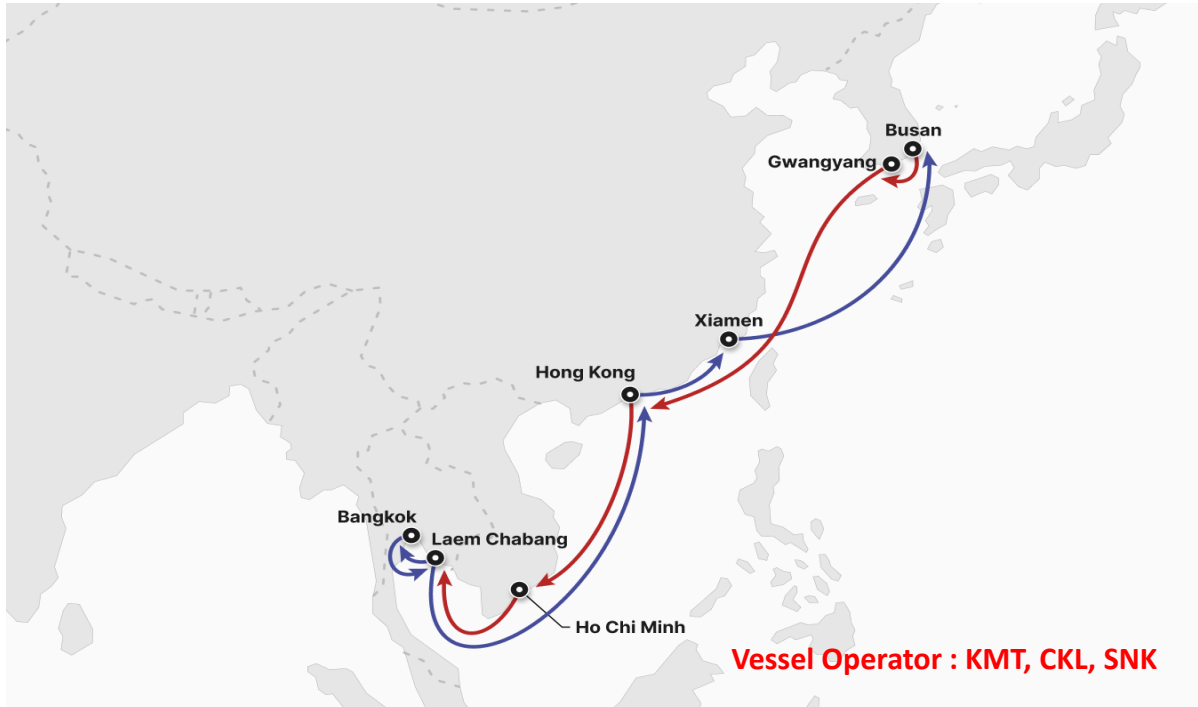 Busan
Gwangyang
Xiamen
Hong Kong
Bangkok
Laem Chabang
Ho Chi Minh
Vessel Operator : KMT, CKL, SNK